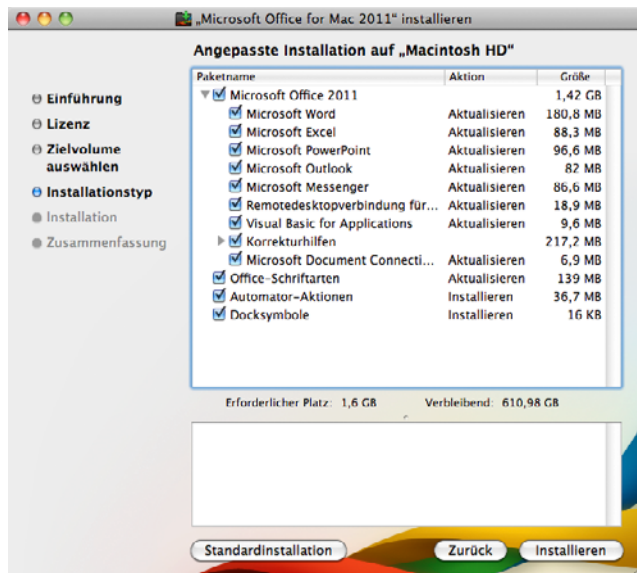 „Microsoft Office for Mac 2011" installieren
Angepasste Installation auf „Macintosh HD"
Einführung
Lizenz
Zielvolume
auswählen
Installationstyp
Installation
Zusammenfassung
Paketname Aktion Größe
Microsoft Office 2011 1,42 GB
Microsoft Word Aktualisieren 180,8 MB
Microsoft Excel Aktualisieren 88,3 MB
Microsoft PowerPoint Aktualisieren 96,6 MB
Microsoft Outlook Aktualisieren 82 MB
Microsoft Messenger Aktualisieren 86,6 MB
Remotedesktopverbindung für... Aktualisieren 18,9 MB
Visual Basic for Applications Aktualisieren 9,6 MB
Korrekturhilfen 217,2 MB
Microsoft Document Connecti... Aktualisieren 6,9 MB
Office-Schriftarten Aktualisieren 139 MB
Automator-Aktionen Installieren 36,7 MB
Docksymbole Installieren 16 KB
Erforderlicher Platz: 1,6 GB Verbleibend: 610,98 GB
Standardinstallation Zurück Installieren